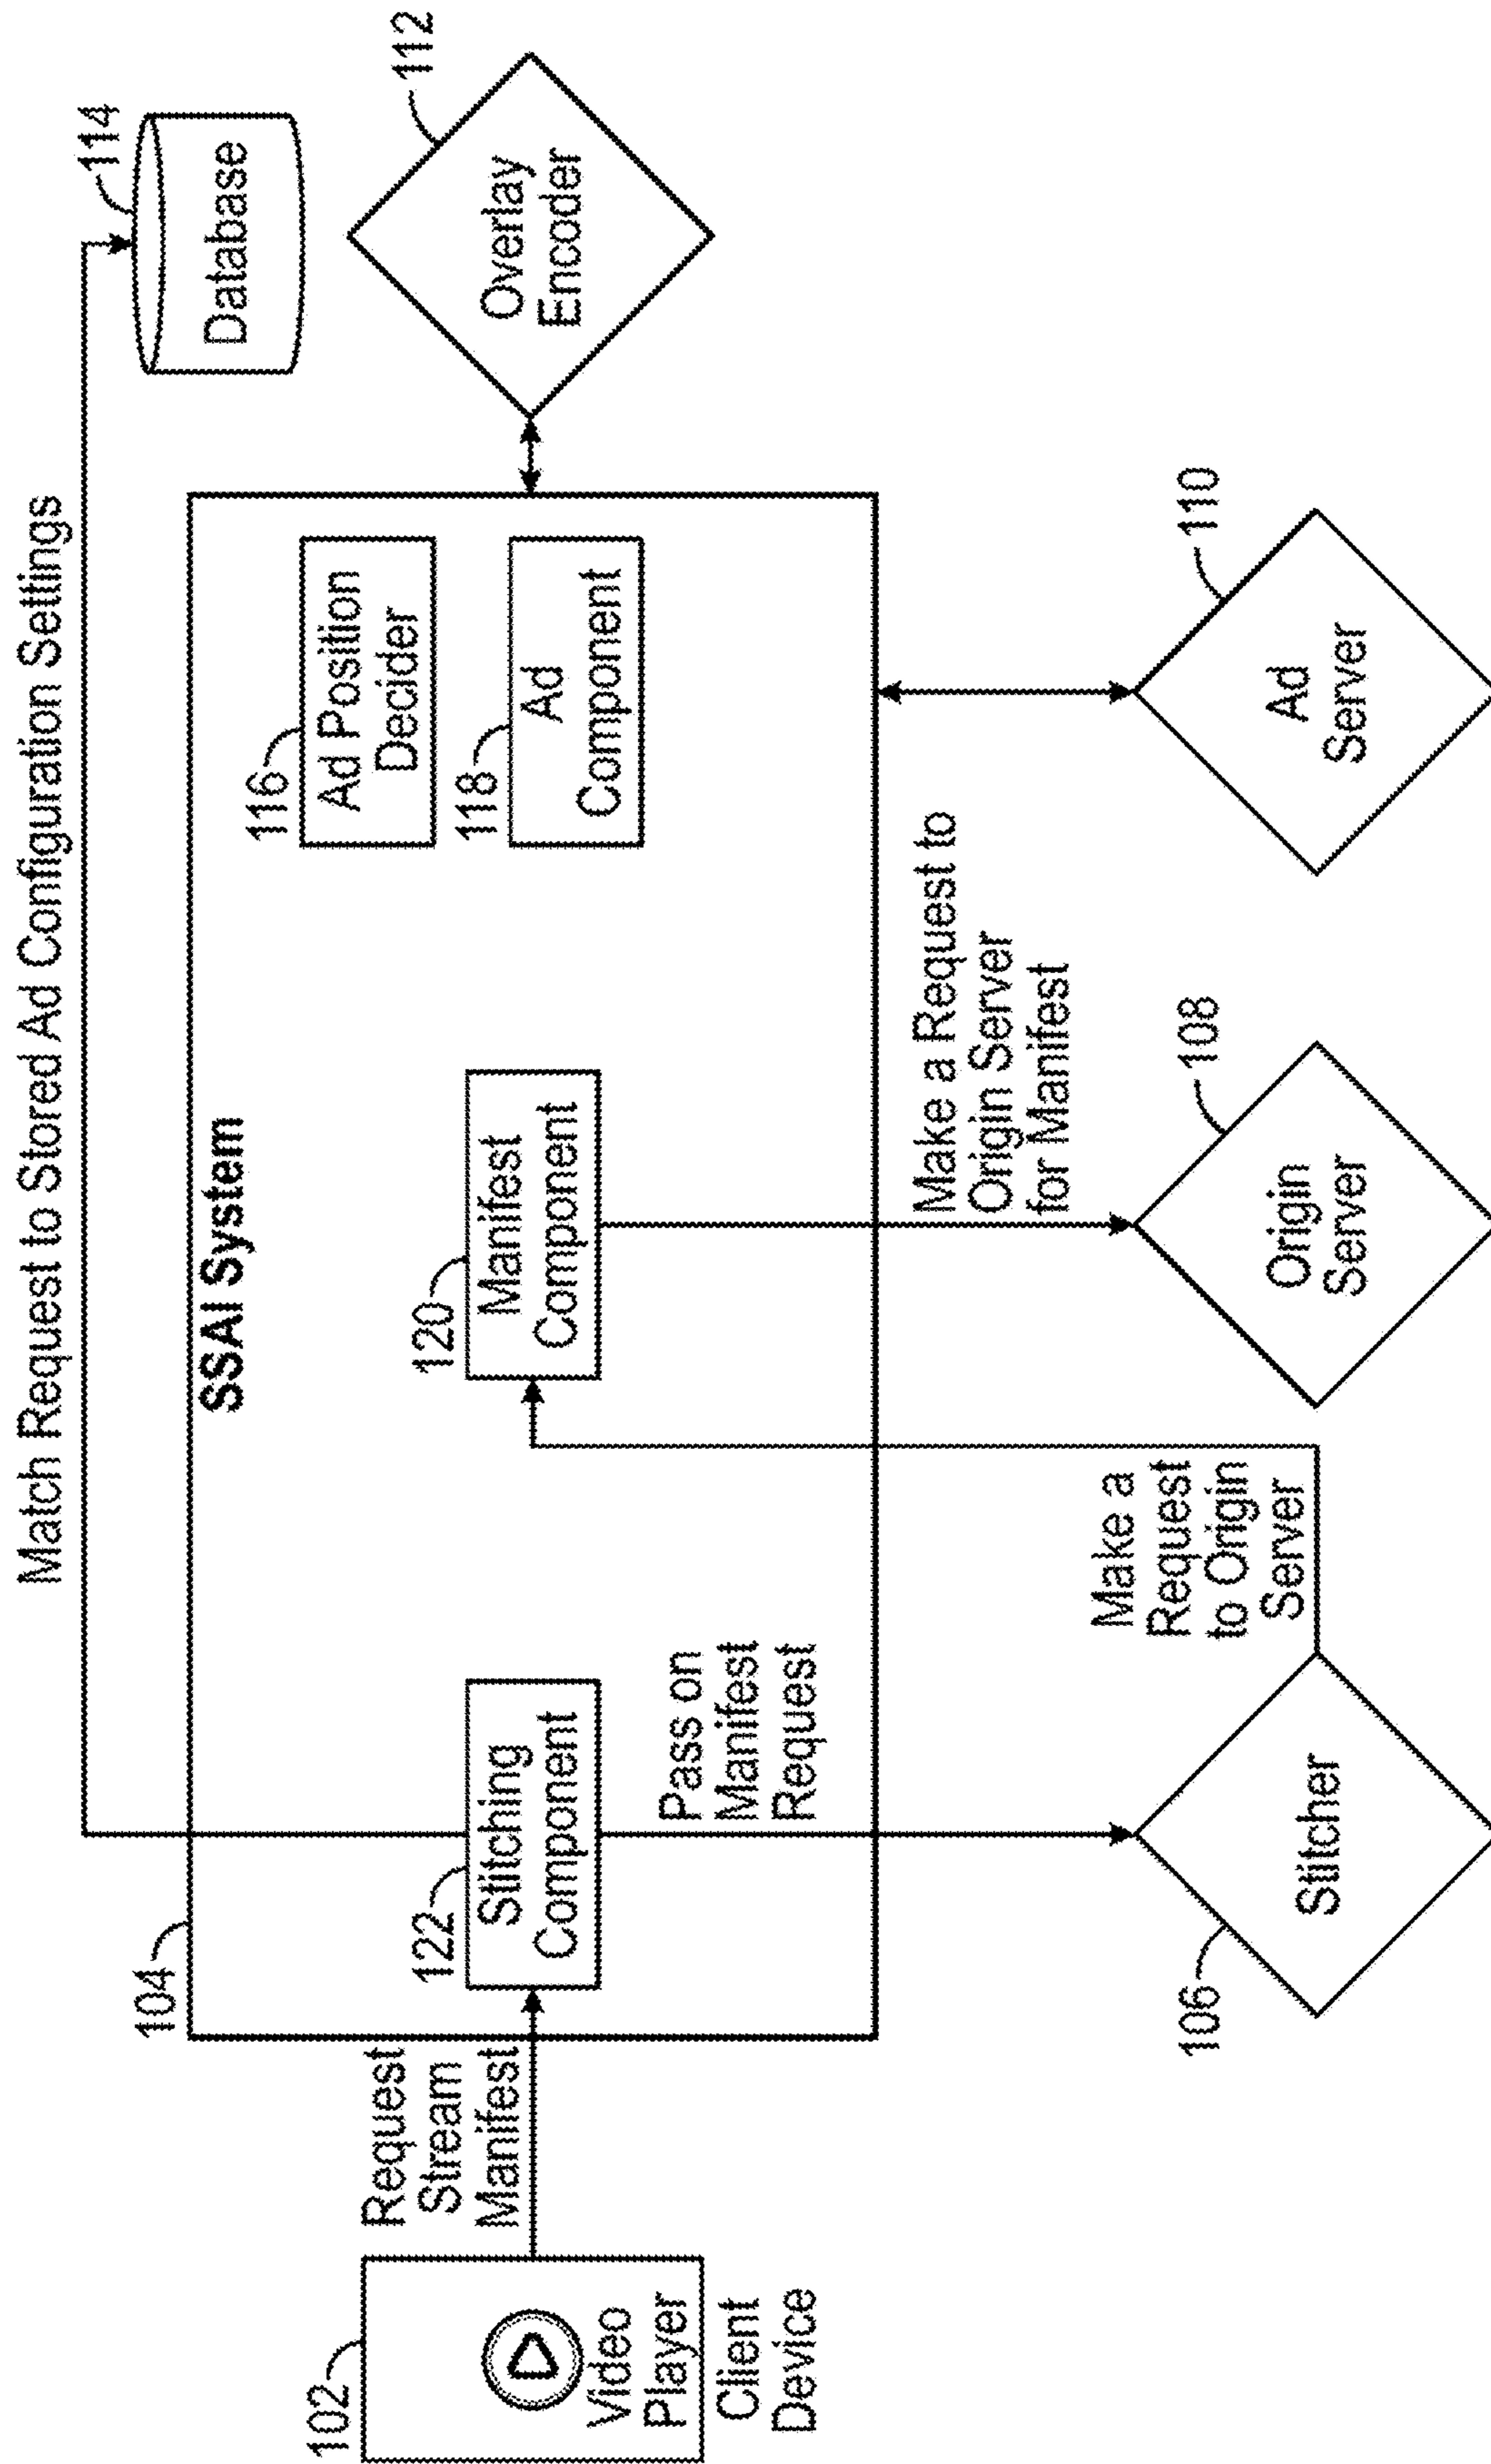 Match Request to Stored Ad Configuration Settings
114
Database
112
Overlay
Encoder
104
SSAI System
116
Ad Position
Decider
118
Ad
Component
120
Manifest
Component
122
Stitching
Component
102
Video
Player
Client
Device
Request
Stream
Manifest
Pass on
Manifest
Request
Make a
Request
to Origin
Server
Make a Request to
Origin Server
for Manifest
106
Stitcher
108
Origin
Server
110
Ad
Server